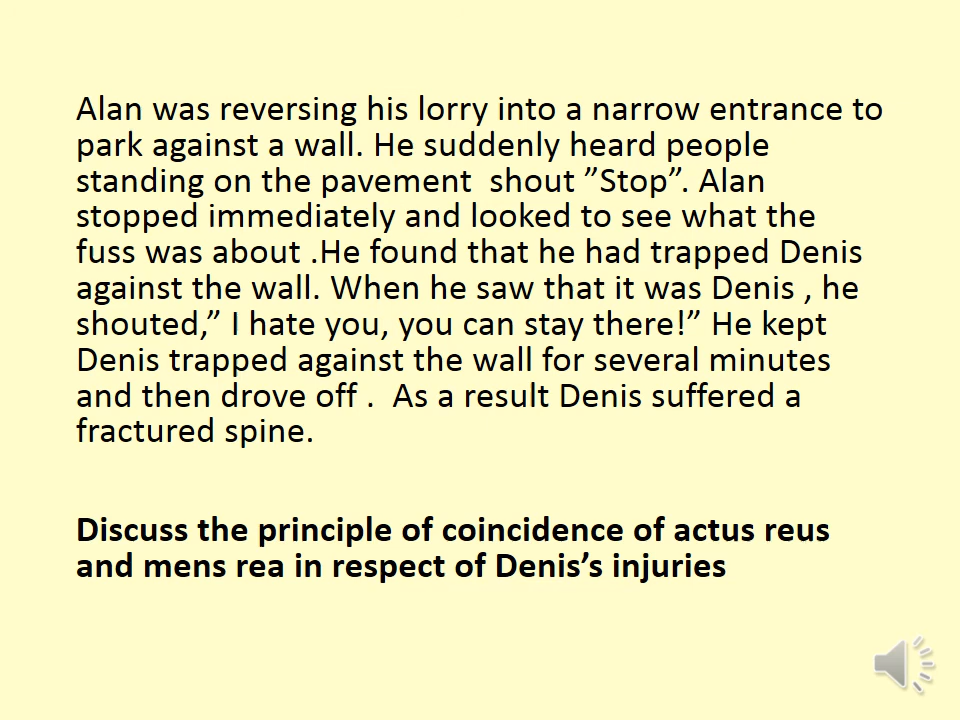 Alan was reversing his lorry into a narrow entrance to
park against a wall. He suddenly heard people
standing on the pavement  shout ”Stop”. Alan
stopped immediately and looked to see what the
fuss was about .He found that he had trapped Denis
against the wall. When he saw that it was Denis , he
shouted,” I hate you, you can stay there!” He kept
Denis trapped against the wall for several minutes
and then drove off .  As a result Denis suffered a
fractured spine.
Discuss the principle of coincidence of actus reus
and mens rea in respect of Denis’s injuries